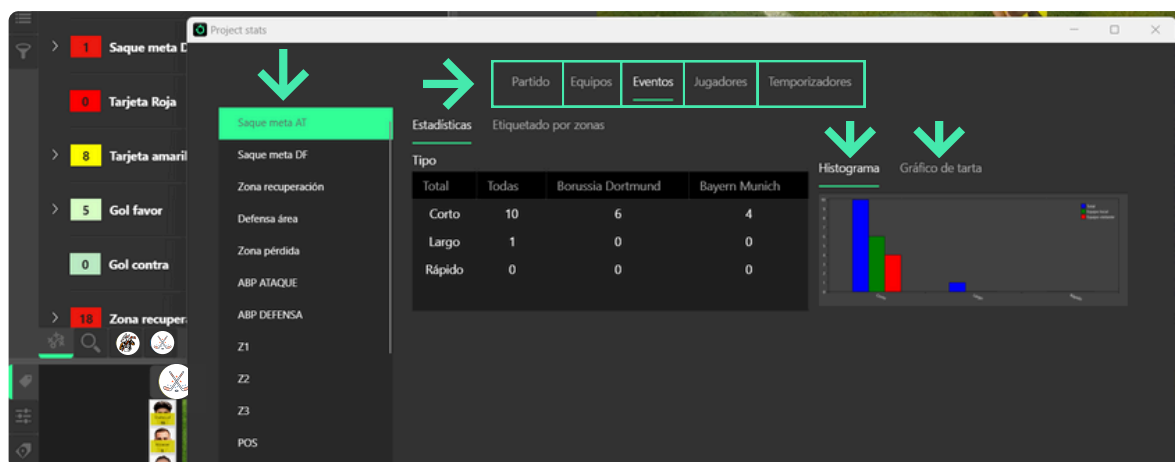 Project stats
1 Saque meta D
0 Tarjeta Roja
8 Tarjeta amaril
5 Gol favor
0 Gol contra
18 Zona recuper
Partido Equipos Eventos Jugadores Temporizadores
Saque meta AT
Saque meta DF
Zona recuperación
Defensa área
Zona pérdida
ABP ATAQUE
ABP DEFENSA
Z1
Z2
Z3
POS
Estadísticas Etiquetado por zonas
Tipo
Total Todas Borussia Dortmund Bayern Munich
Corto 10 6 4
Largo 1 0 0
Rápido 0 0 0
Histograma Gráfico de tarta